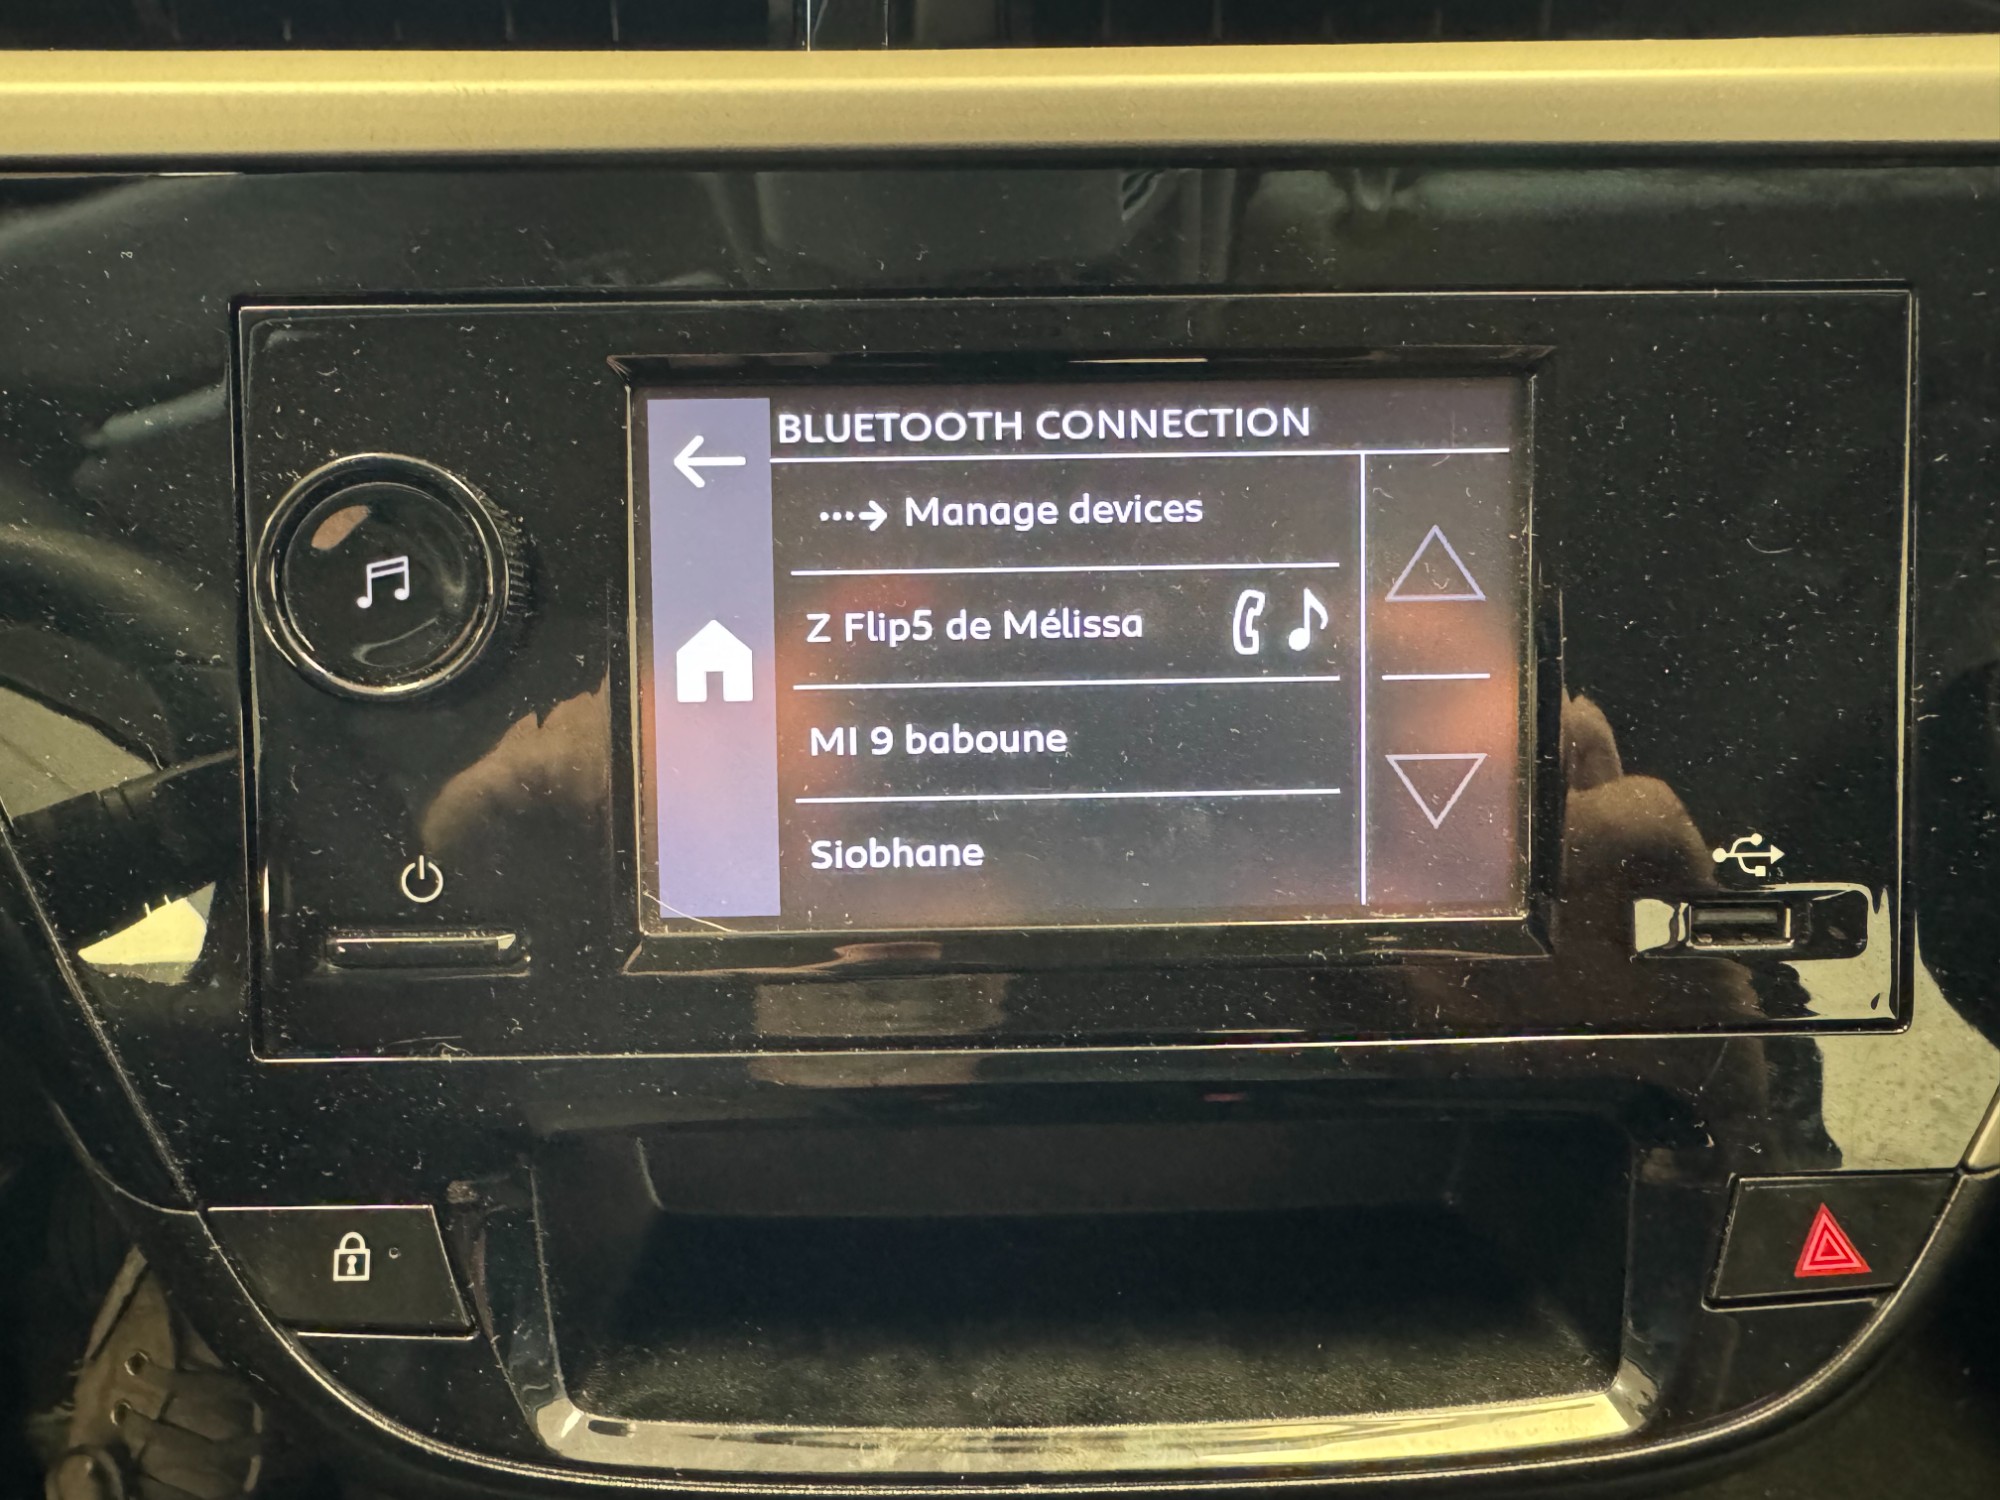 BLUETOOTH CONNECTION
Manage devices
Z Flip5 de Mélissa
MI 9 baboune
Siobhane